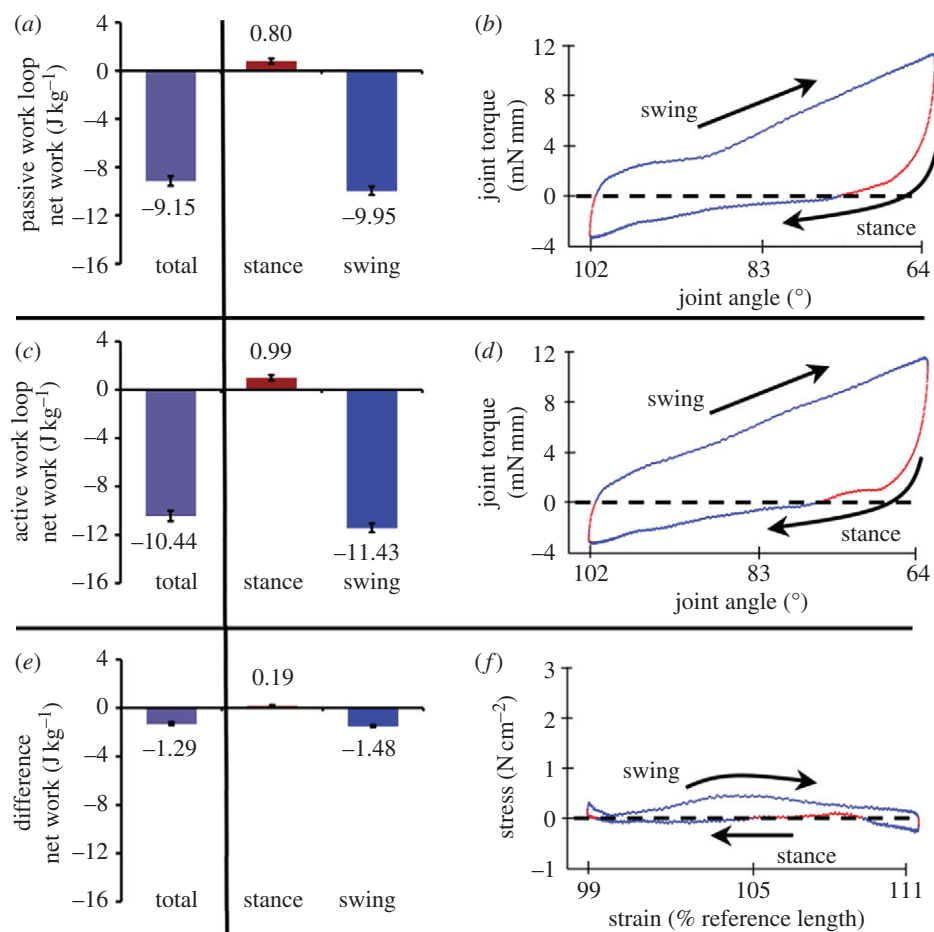 (a)
passive work loop
net work (J kg⁻¹)
4
0
−4
−8
−12
−16
0.80
−9.15
−9.95
total
stance
swing
(b)
joint torque
(mN mm)
12
8
4
0
−4
swing
stance
102
83
64
joint angle (°)
(c)
active work loop
net work (J kg⁻¹)
4
0
−4
−8
−12
−16
0.99
−10.44
−11.43
total
stance
swing
(d)
joint torque
(mN mm)
12
8
4
0
−4
swing
stance
102
83
64
joint angle (°)
(e)
difference
net work (J kg⁻¹)
4
0
−4
−8
−12
−16
0.19
−1.29
−1.48
total
stance
swing
(f)
stress (N cm⁻²)
3
2
1
0
−1
swing
stance
99
105
111
strain (% reference length)